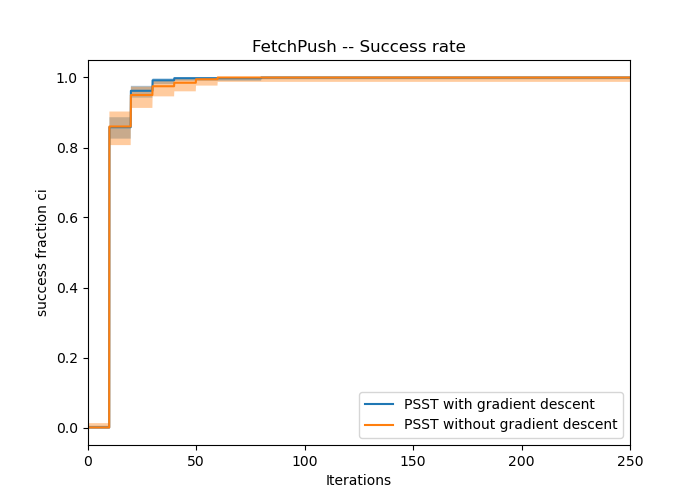 FetchPush -- Success rate
1.0
0.8
0.6
0.4
0.2
0.0
success fraction ci
PSST with gradient descent
PSST without gradient descent
0 50 100 150 200 250
Iterations